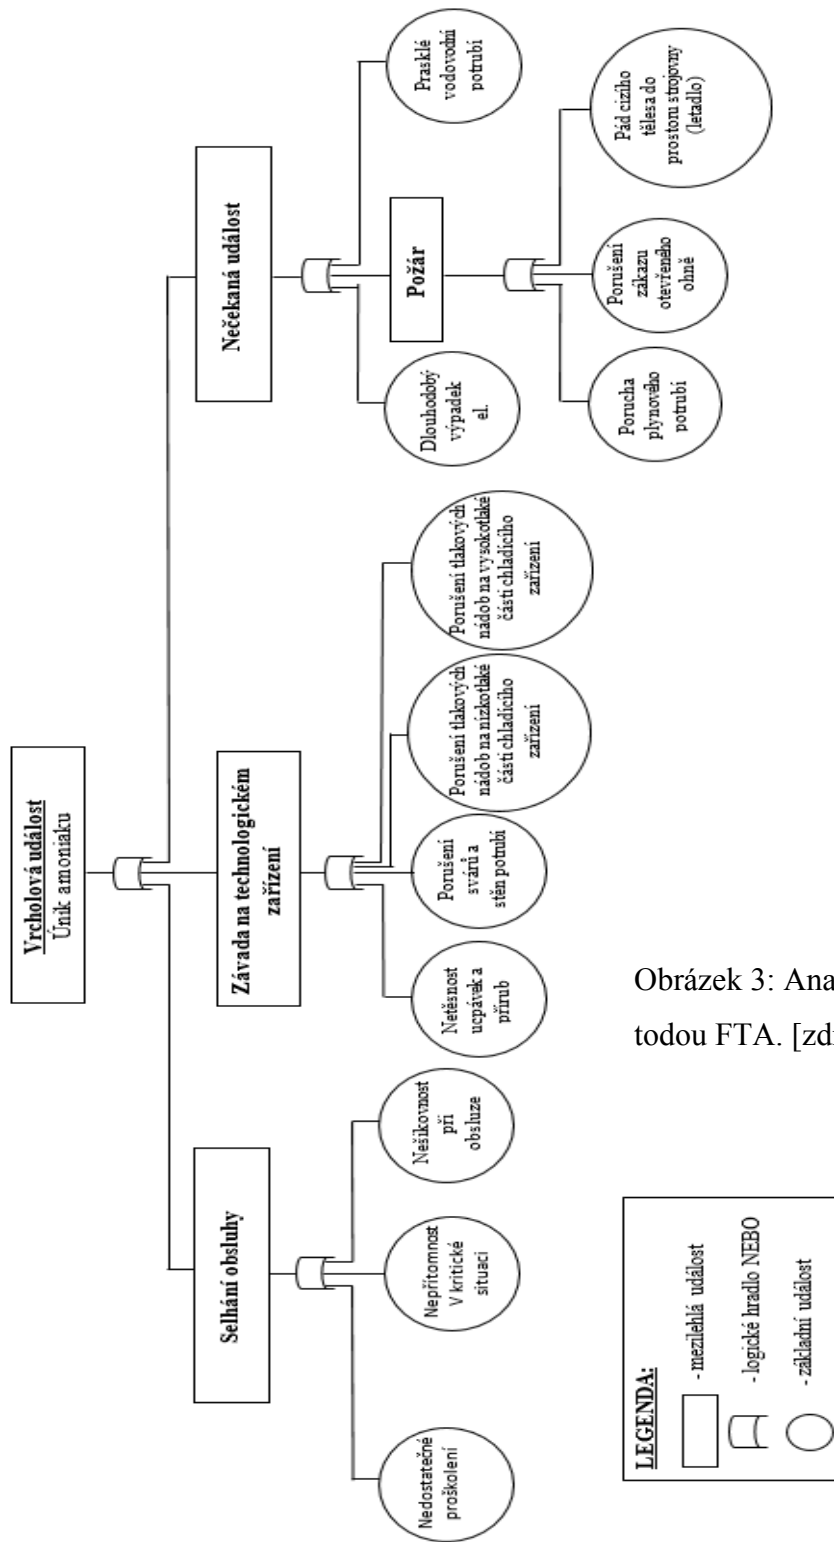 Vrcholová událost
Únik amoniaku
Selhání obsluhy
Závada na technologickém
zařízení
Nečekaná událost
Nedostatečné
proškolení
Nepřítomnost
V kritické
situaci
Nešikovnost
při
obsluze
Netěsnost
ucpávek a
přírub
Porušení
svárů a
stěn potrubí
Porušení tlakových
nádob na nízkotlaké
části chladícího
zařízení
Porušení tlakových
nádob na vysokotlaké
části chladícího
zařízení
Dlouhodobý
výpadek
el.
Požár
Prasklé
vodovodní
potrubí
Porucha
plynového
potrubí
Porušení
zákazu
otevřeného
ohně
Pád cizího
tělesa do
prostoru strojovny
(letadlo)
LEGENDA:
- mezilehlá událost
- logické hradlo NEBO
- základní událost
Obrázek 3: Ana
todou FTA. [zd